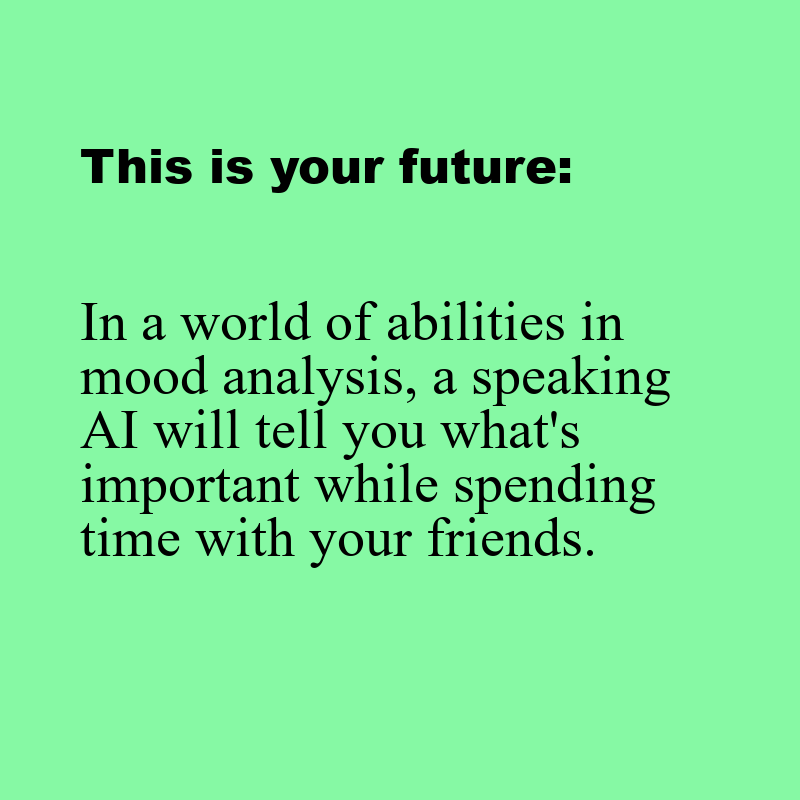 This is your future:
In a world of abilities in
mood analysis, a speaking
AI will tell you what's
important while spending
time with your friends.